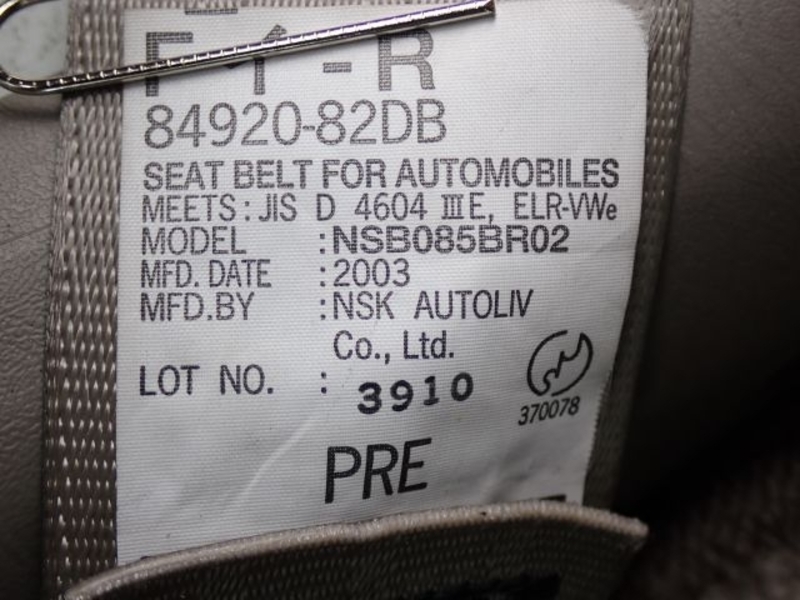 F-1-R
84920-82DB
SEAT BELT FOR AUTOMOBILES
MEETS : JIS D 4604 ⅢE, ELR-VWe
MODEL : NSB085BR02
MFD. DATE : 2003
MFD.BY : NSK AUTOLIV
Co., Ltd.
LOT NO. : 3910
370078
PRE